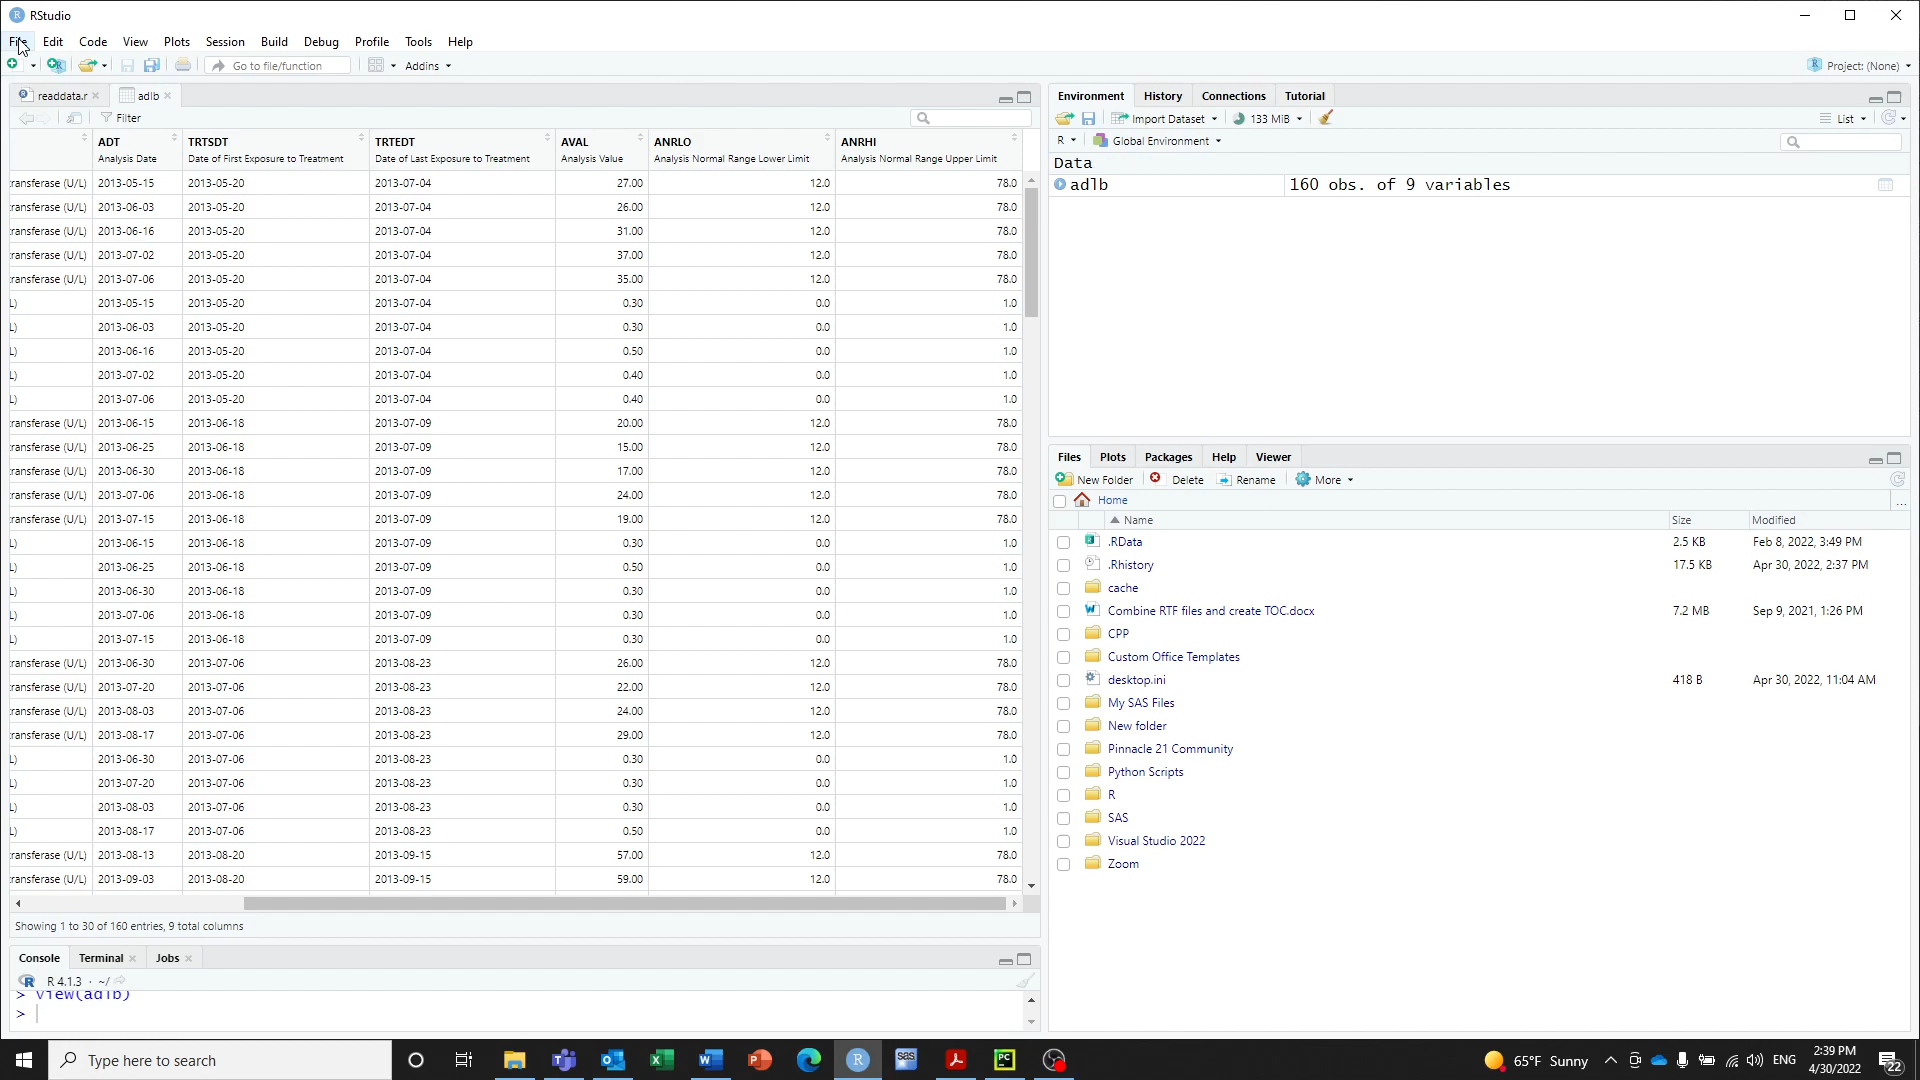 RStudio
File Edit Code View Plots Session Build Debug Profile Tools Help
Go to file/function Addins Project: (None)
readdata.r adlb
Filter
ADT TRTSDT TRTEDT AVAL ANRLO ANRHI
Analysis Date Date of First Exposure to Treatment Date of Last Exposure to Treatment Analysis Value Analysis Normal Range Lower Limit Analysis Normal Range Upper Limit
ransferase (U/L) 2013-05-15 2013-05-20 2013-07-04 27.00 12.0 78.0
ransferase (U/L) 2013-06-03 2013-05-20 2013-07-04 26.00 12.0 78.0
ransferase (U/L) 2013-06-16 2013-05-20 2013-07-04 31.00 12.0 78.0
ransferase (U/L) 2013-07-02 2013-05-20 2013-07-04 37.00 12.0 78.0
ransferase (U/L) 2013-07-06 2013-05-20 2013-07-04 35.00 12.0 78.0
L) 2013-05-15 2013-05-20 2013-07-04 0.30 0.0 1.0
L) 2013-06-03 2013-05-20 2013-07-04 0.30 0.0 1.0
L) 2013-06-16 2013-05-20 2013-07-04 0.50 0.0 1.0
L) 2013-07-02 2013-05-20 2013-07-04 0.40 0.0 1.0
L) 2013-07-06 2013-05-20 2013-07-04 0.40 0.0 1.0
ransferase (U/L) 2013-06-15 2013-06-18 2013-07-09 20.00 12.0 78.0
ransferase (U/L) 2013-06-25 2013-06-18 2013-07-09 15.00 12.0 78.0
ransferase (U/L) 2013-06-30 2013-06-18 2013-07-09 17.00 12.0 78.0
ransferase (U/L) 2013-07-06 2013-06-18 2013-07-09 24.00 12.0 78.0
ransferase (U/L) 2013-07-15 2013-06-18 2013-07-09 19.00 12.0 78.0
L) 2013-06-15 2013-06-18 2013-07-09 0.30 0.0 1.0
L) 2013-06-25 2013-06-18 2013-07-09 0.50 0.0 1.0
L) 2013-06-30 2013-06-18 2013-07-09 0.30 0.0 1.0
L) 2013-07-06 2013-06-18 2013-07-09 0.30 0.0 1.0
L) 2013-07-15 2013-06-18 2013-07-09 0.30 0.0 1.0
ransferase (U/L) 2013-06-30 2013-07-06 2013-08-23 26.00 12.0 78.0
ransferase (U/L) 2013-07-20 2013-07-06 2013-08-23 22.00 12.0 78.0
ransferase (U/L) 2013-08-03 2013-07-06 2013-08-23 24.00 12.0 78.0
ransferase (U/L) 2013-08-17 2013-07-06 2013-08-23 29.00 12.0 78.0
L) 2013-06-30 2013-07-06 2013-08-23 0.30 0.0 1.0
L) 2013-07-20 2013-07-06 2013-08-23 0.30 0.0 1.0
L) 2013-08-03 2013-07-06 2013-08-23 0.30 0.0 1.0
L) 2013-08-17 2013-07-06 2013-08-23 0.50 0.0 1.0
ransferase (U/L) 2013-08-13 2013-08-20 2013-09-15 57.00 12.0 78.0
ransferase (U/L) 2013-09-03 2013-08-20 2013-09-15 59.00 12.0 78.0
Showing 1 to 30 of 160 entries, 9 total columns
Console Terminal Jobs
R 4.1.3 · ~/
> view(adlb)
>
Environment History Connections Tutorial
Import Dataset 133 MiB List
R Global Environment
Data
adlb 160 obs. of 9 variables
Files Plots Packages Help Viewer
New Folder Delete Rename More
Home ...
Name Size Modified
.RData 2.5 KB Feb 8, 2022, 3:49 PM
.Rhistory 17.5 KB Apr 30, 2022, 2:37 PM
cache
Combine RTF files and create TOC.docx 7.2 MB Sep 9, 2021, 1:26 PM
CPP
Custom Office Templates
desktop.ini 418 B Apr 30, 2022, 11:04 AM
My SAS Files
New folder
Pinnacle 21 Community
Python Scripts
R
SAS
Visual Studio 2022
Zoom
Type here to search
65°F Sunny ENG 2:39 PM
4/30/2022
22